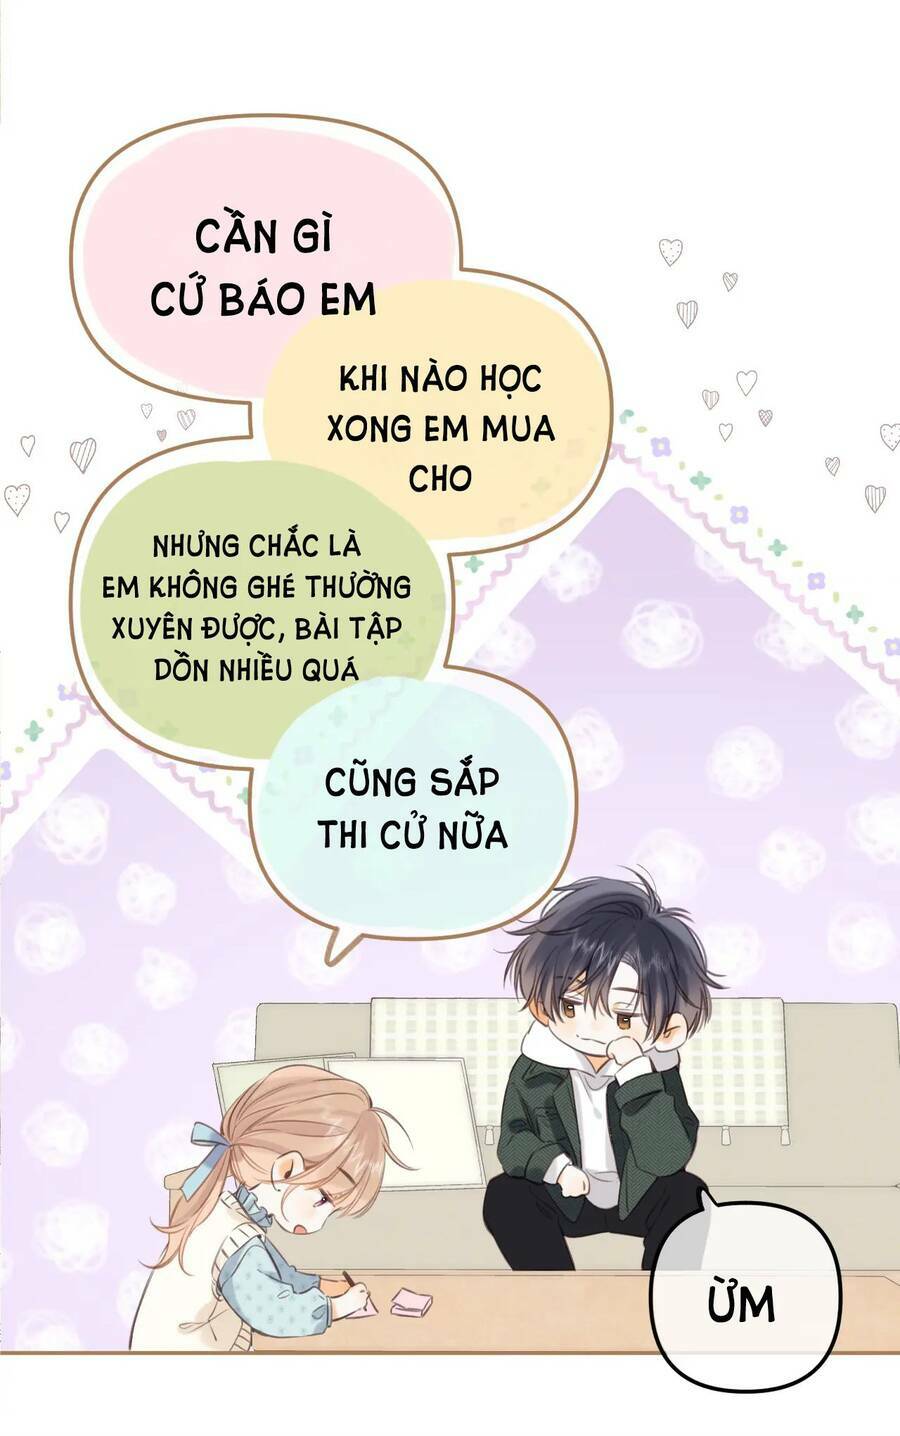 CẦN GÌ
CỨ BÁO EM
KHI NÀO HỌC
XONG EM MUA
CHO
NHƯNG CHẮC LÀ
EM KHÔNG GHÉ THƯỜNG
XUYÊN ĐƯỢC, BÀI TẬP
DỒN NHIỀU QUÁ
CŨNG SẮP
THI CỬ NỮA
ỪM